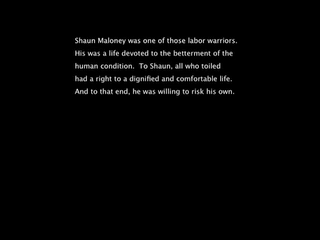 Shaun Maloney was one of those labor warriors.
His was a life devoted to the betterment of the
human condition.  To Shaun, all who toiled
had a right to a dignified and comfortable life.
And to that end, he was willing to risk his own.